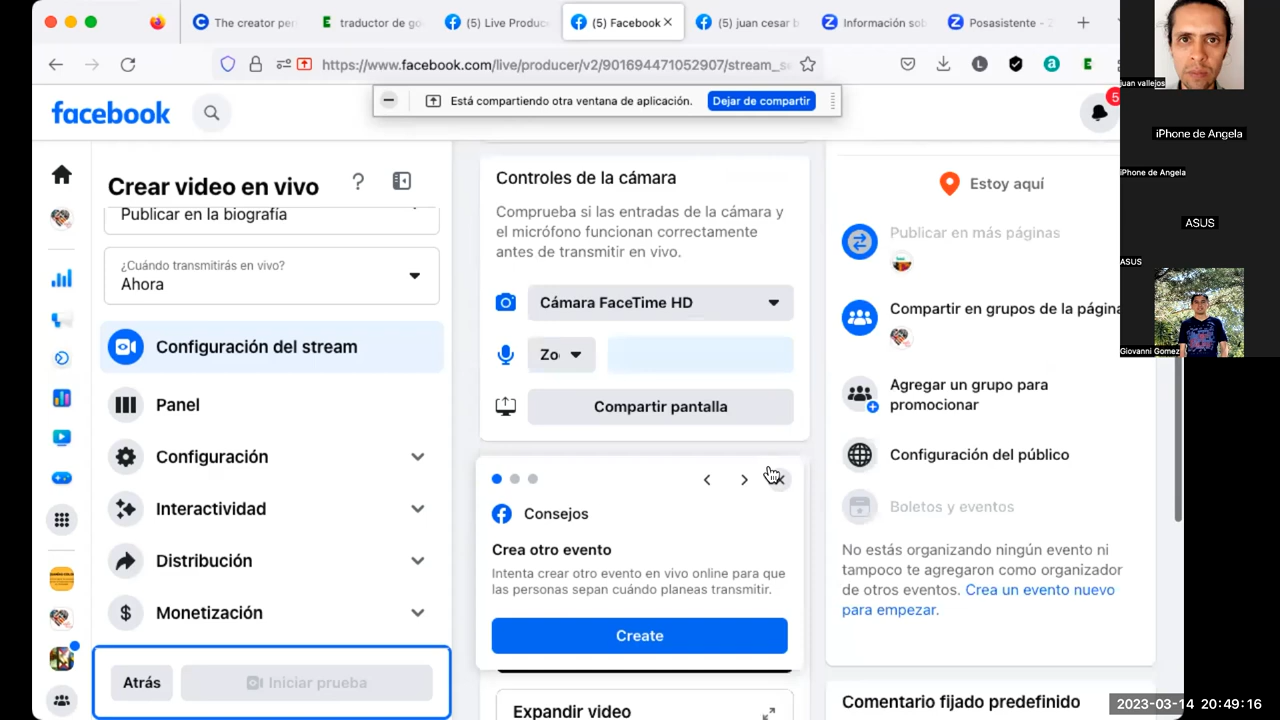 The creator per
traductor de go
(5) Live Produc
(5) Facebook
(5) juan cesar b
Información sob
Posasistente - Z
https://www.facebook.com/live/producer/v2/901694471052907/stream_se
Está compartiendo otra ventana de aplicación.
Dejar de compartir
facebook
5
Crear video en vivo
?
Publicar en la biografía
¿Cuándo transmitirás en vivo?
Ahora
Configuración del stream
Panel
Configuración
Interactividad
Distribución
Monetización
Atrás
Iniciar prueba
Controles de la cámara
Comprueba si las entradas de la cámara y
el micrófono funcionan correctamente
antes de transmitir en vivo.
Cámara FaceTime HD
Zo
Compartir pantalla
Consejos
Crea otro evento
Intenta crear otro evento en vivo online para que
las personas sepan cuándo planeas transmitir.
Create
Expandir video
Estoy aquí
Publicar en más páginas
Compartir en grupos de la página
Agregar un grupo para
promocionar
Configuración del público
Boletos y eventos
No estás organizando ningún evento ni
tampoco te agregaron como organizador
de otros eventos. Crea un evento nuevo
para empezar.
Comentario fijado predefinido
juan vallejos
iPhone de Angela
iPhone de Angela
ASUS
ASUS
Giovanni Gomez
2023-03-14 20:49:16